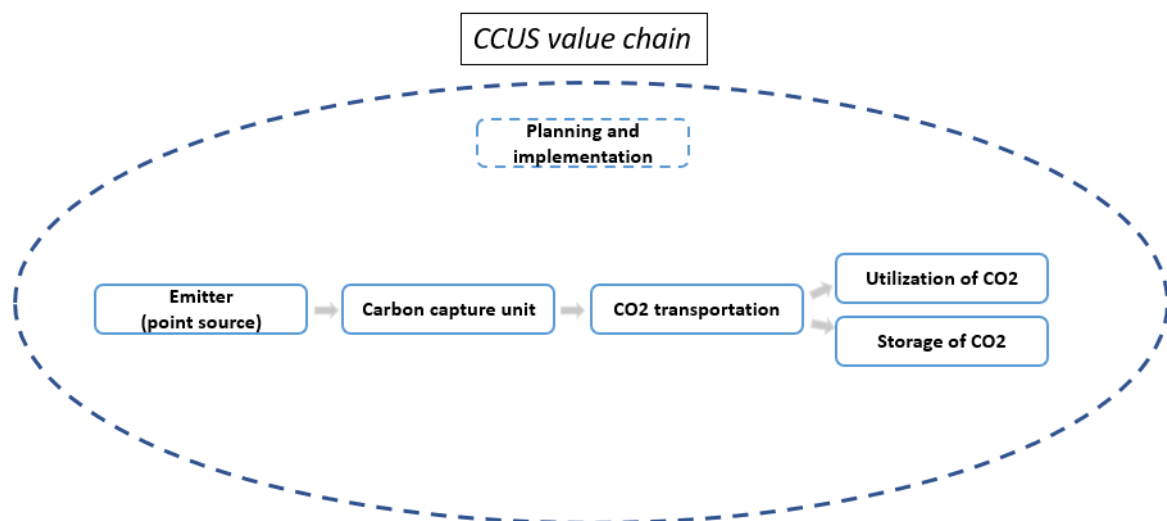 CCUS value chain
Planning and
implementation
Emitter
(point source)
Carbon capture unit
CO2 transportation
Utilization of CO2
Storage of CO2